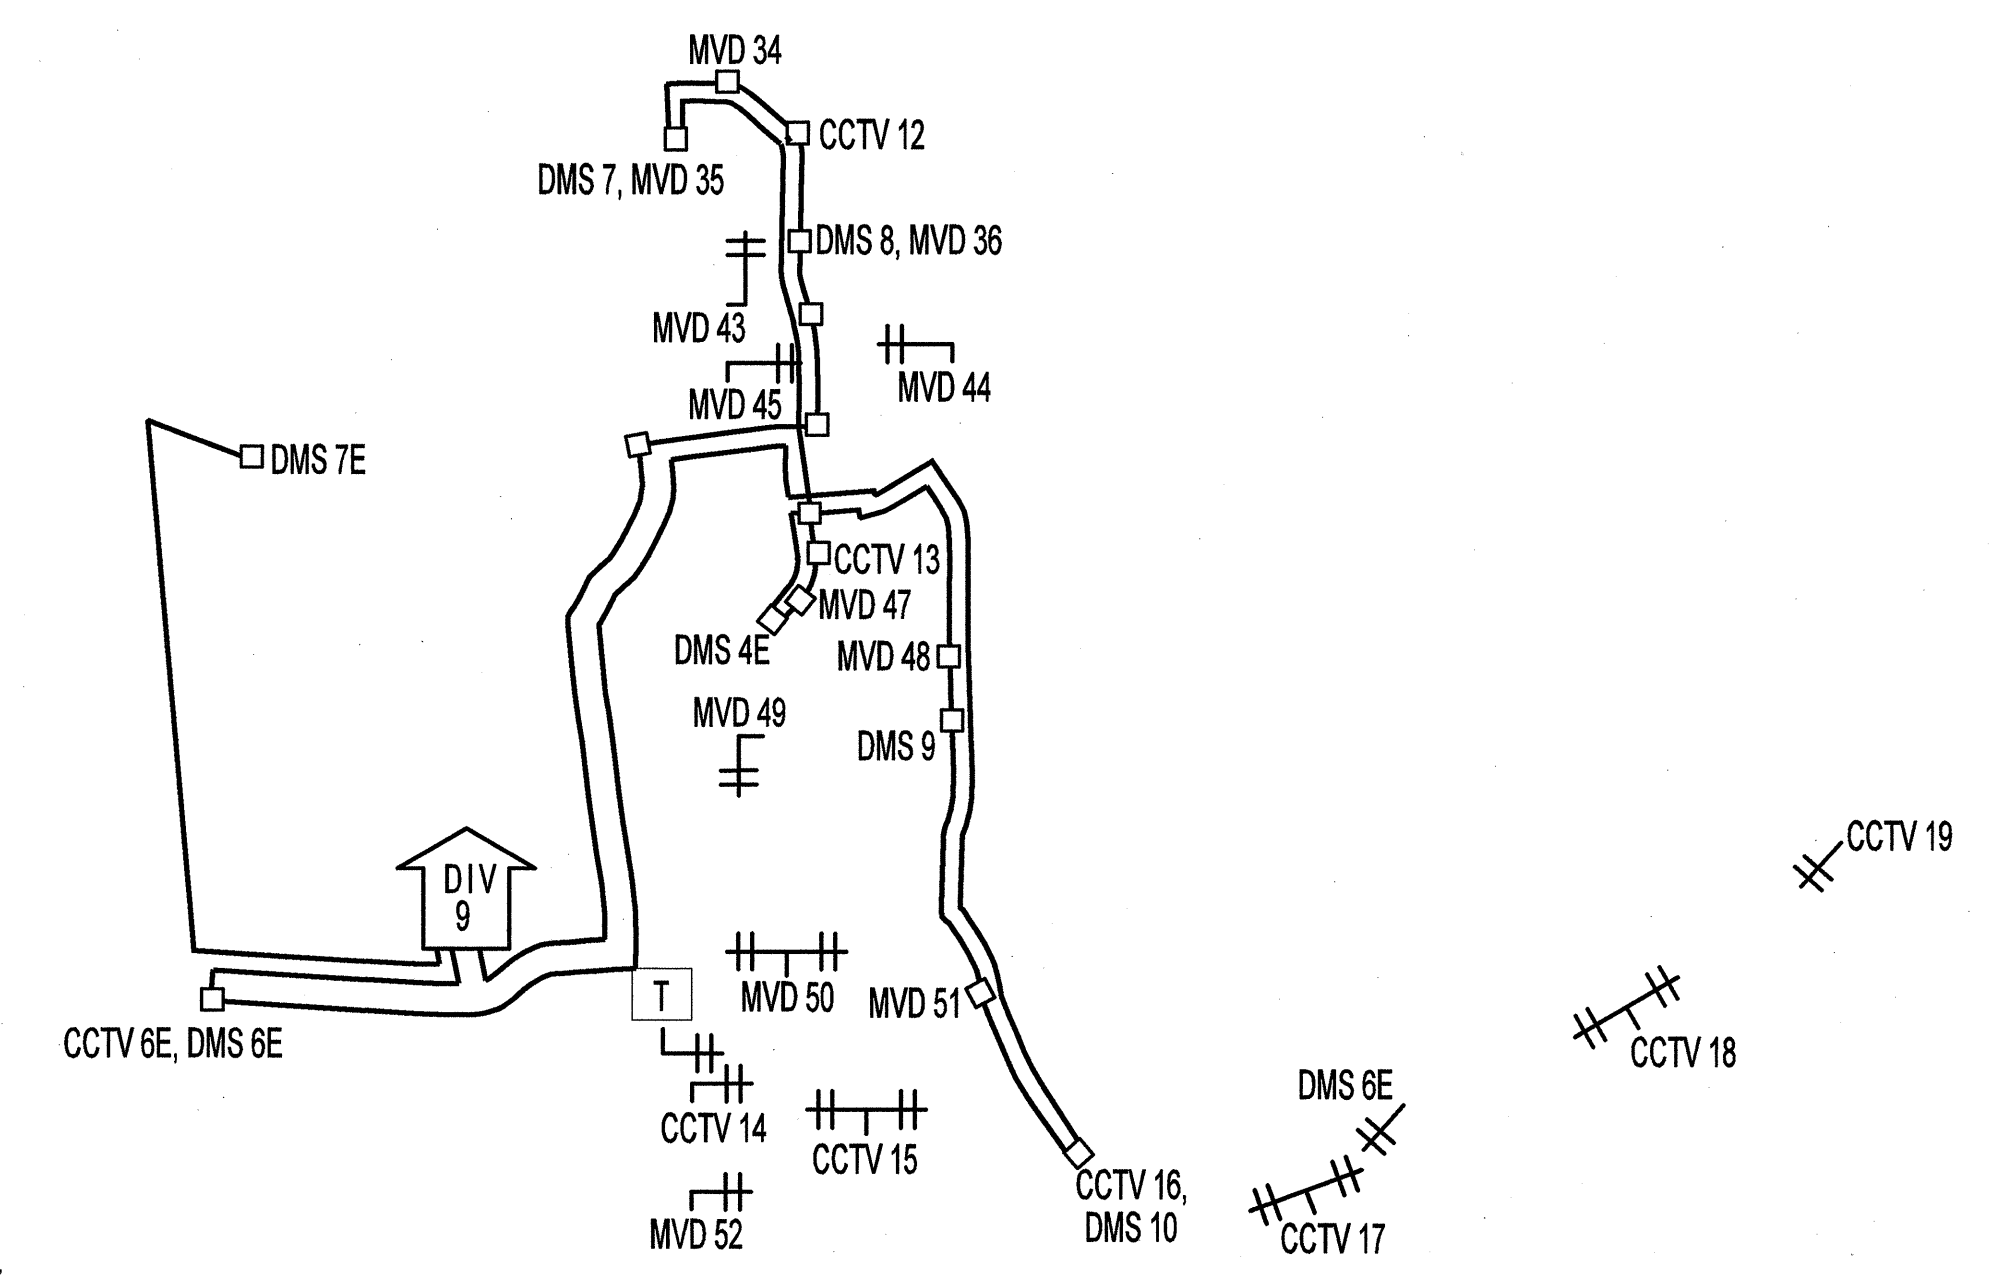 MVD 34
CCTV 12
DMS 7, MVD 35
DMS 8, MVD 36
MVD 43
MVD 44
MVD 45
DMS 7E
CCTV 13
MVD 47
DMS 4E
MVD 48
MVD 49
DMS 9
CCTV 19
DIV
9
T
MVD 50
MVD 51
CCTV 6E, DMS 6E
CCTV 18
DMS 6E
CCTV 14
CCTV 15
CCTV 16,
DMS 10
MVD 52
CCTV 17